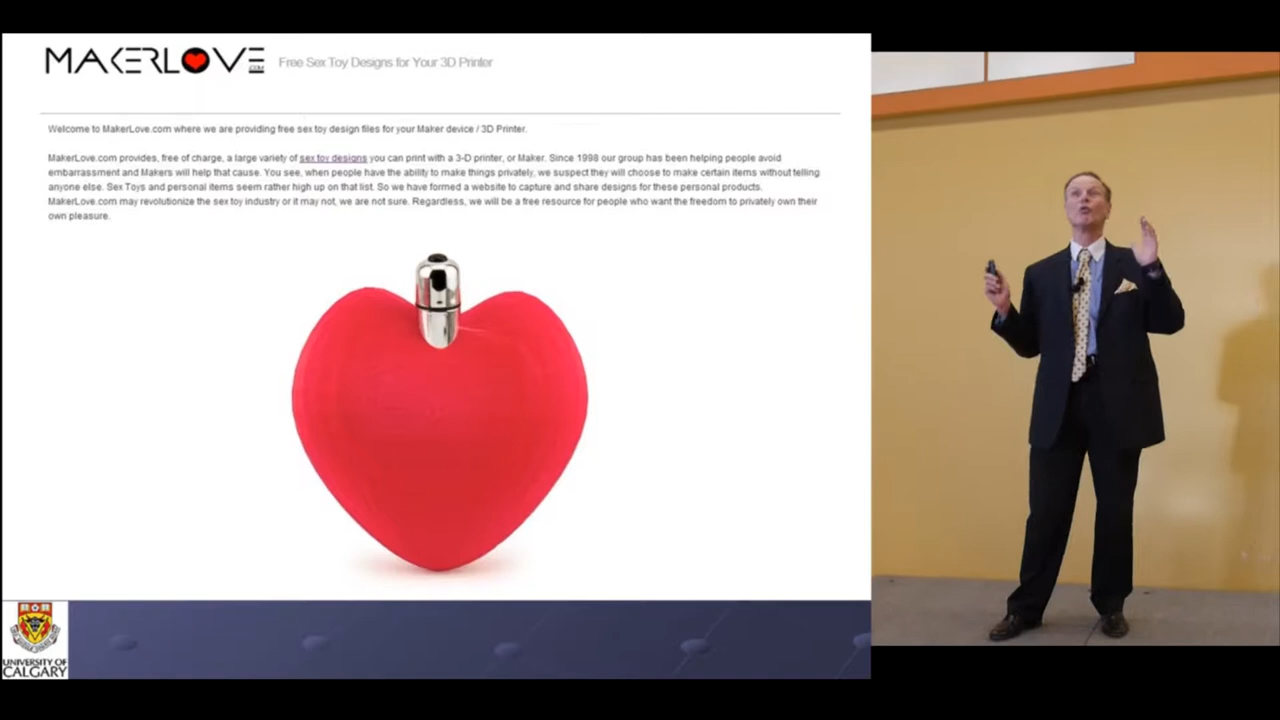 MAKERLOVE
.COM
Free Sex Toy Designs for Your 3D Printer
Welcome to MakerLove.com where we are providing free sex toy design files for your Maker device / 3D Printer.
MakerLove.com provides, free of charge, a large variety of sex toy designs you can print with a 3-D printer, or Maker. Since 1998 our group has been helping people avoid
embarrassment and Makers will help that cause. You see, when people have the ability to make things privately, we suspect they will choose to make certain items without telling
anyone else. Sex Toys and personal items seem rather high up on that list. So we have formed a website to capture and share designs for these personal products.
MakerLove.com may revolutionize the sex toy industry or it may not, we are not sure. Regardless, we will be a free resource for people who want the freedom to privately own their
own pleasure.
UNIVERSITY OF
CALGARY